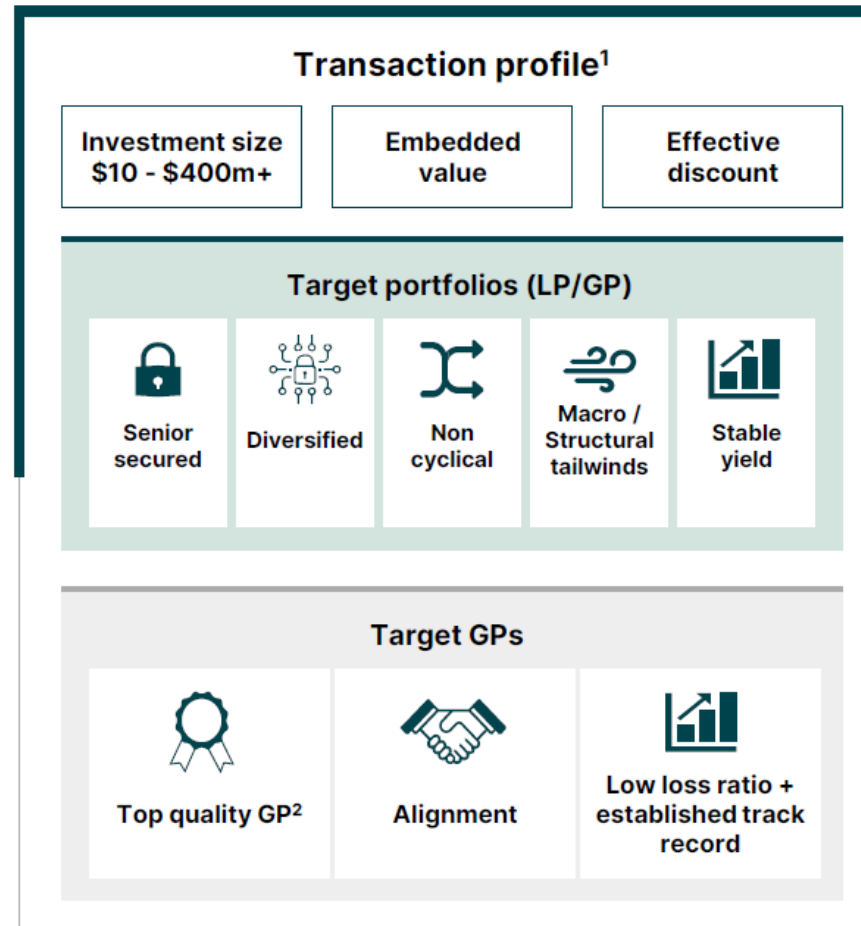 Transaction profile¹
Investment size
$10 - $400m+
Embedded
value
Effective
discount
Target portfolios (LP/GP)
Senior
secured
Diversified
Non
cyclical
Macro /
Structural
tailwinds
Stable
yield
Target GPs
Top quality GP²
Alignment
Low loss ratio +
established track
record